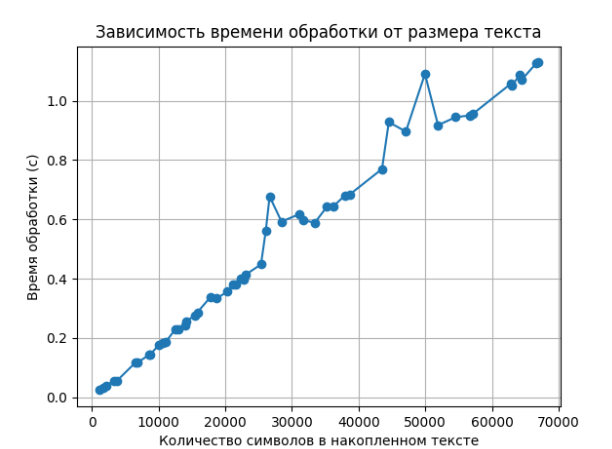 Зависимость времени обработки от размера текста
Время обработки (с)
1.0
0.8
0.6
0.4
0.2
0.0
0 10000 20000 30000 40000 50000 60000 70000
Количество символов в накопленном тексте